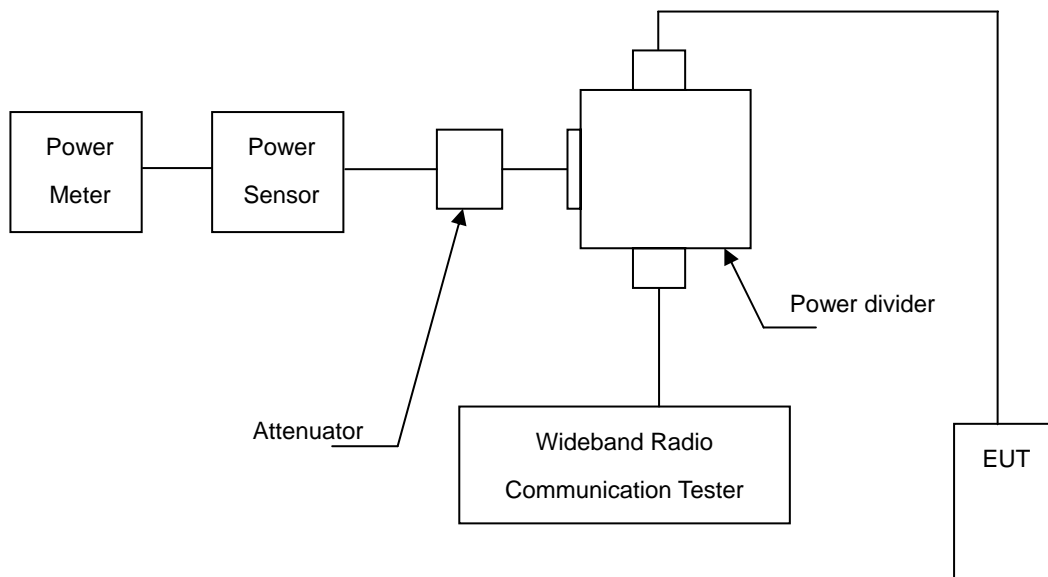 Power
Meter
Power
Sensor
Power divider
Attenuator
Wideband Radio
Communication Tester
EUT